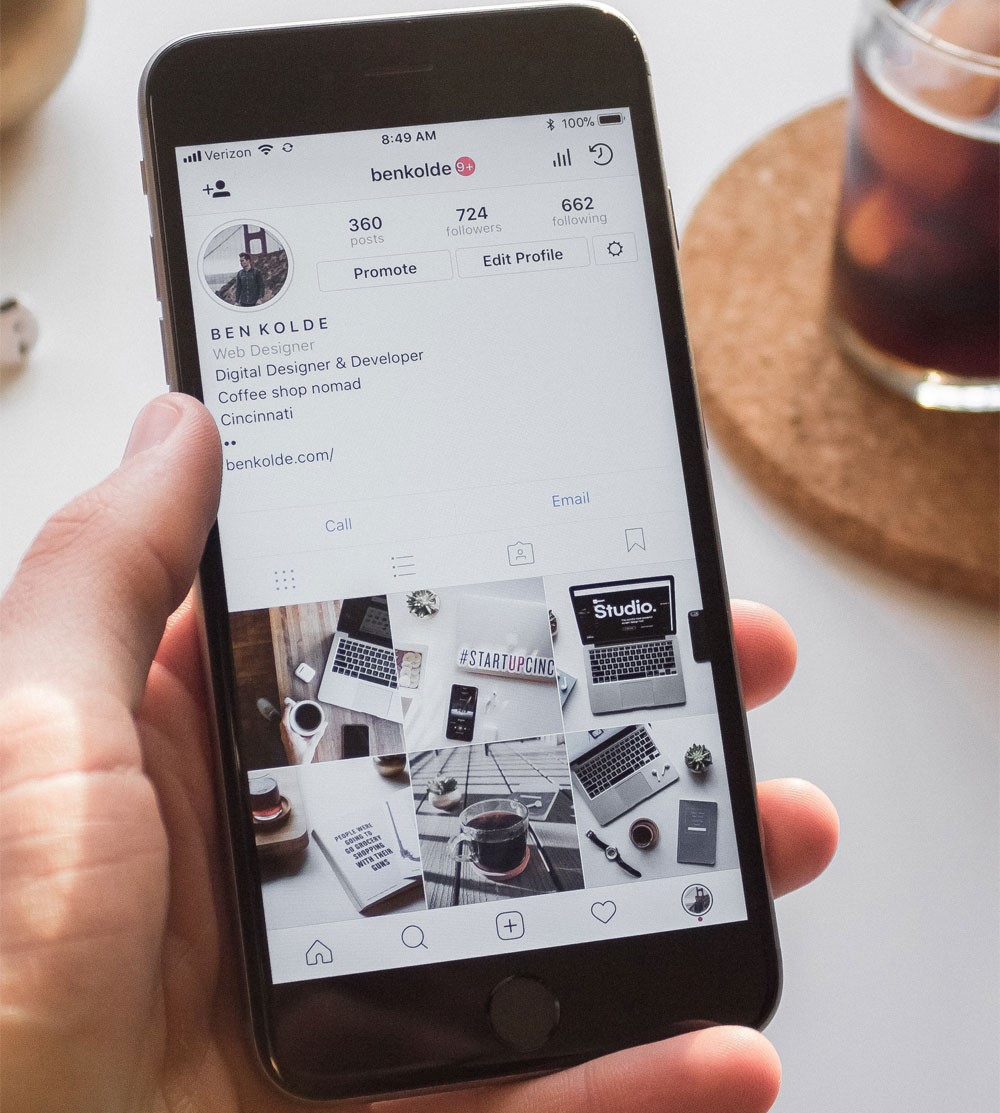 Verizon 8:49 AM 100%
benkolde 9+
360 724 662
posts followers following
Promote Edit Profile
BEN KOLDE
Web Designer
Digital Designer & Developer
Coffee shop nomad
Cincinnati
••
benkolde.com/
Call Email
#STARTUPCINC
Studio.
PEOPLE WERE
GOING TO
GO GROCERY
SHOPPING
WITH THEIR
GUNS